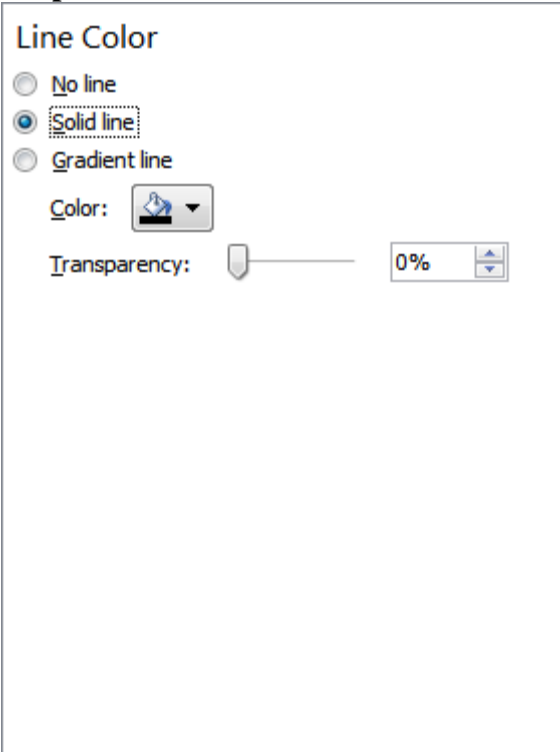 Line Color
No line
Solid line
Gradient line
Color:
Transparency: 0%